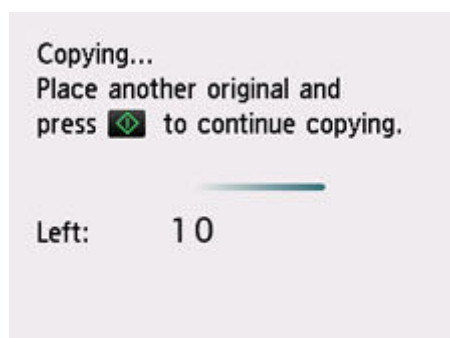 Copying...
Place another original and
press to continue copying.
Left: 10